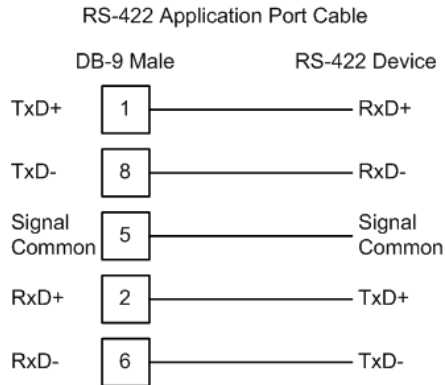 RS-422 Application Port Cable
DB-9 Male RS-422 Device
TxD+ 1 RxD+
TxD- 8 RxD-
Signal Common 5 Signal Common
RxD+ 2 TxD+
RxD- 6 TxD-